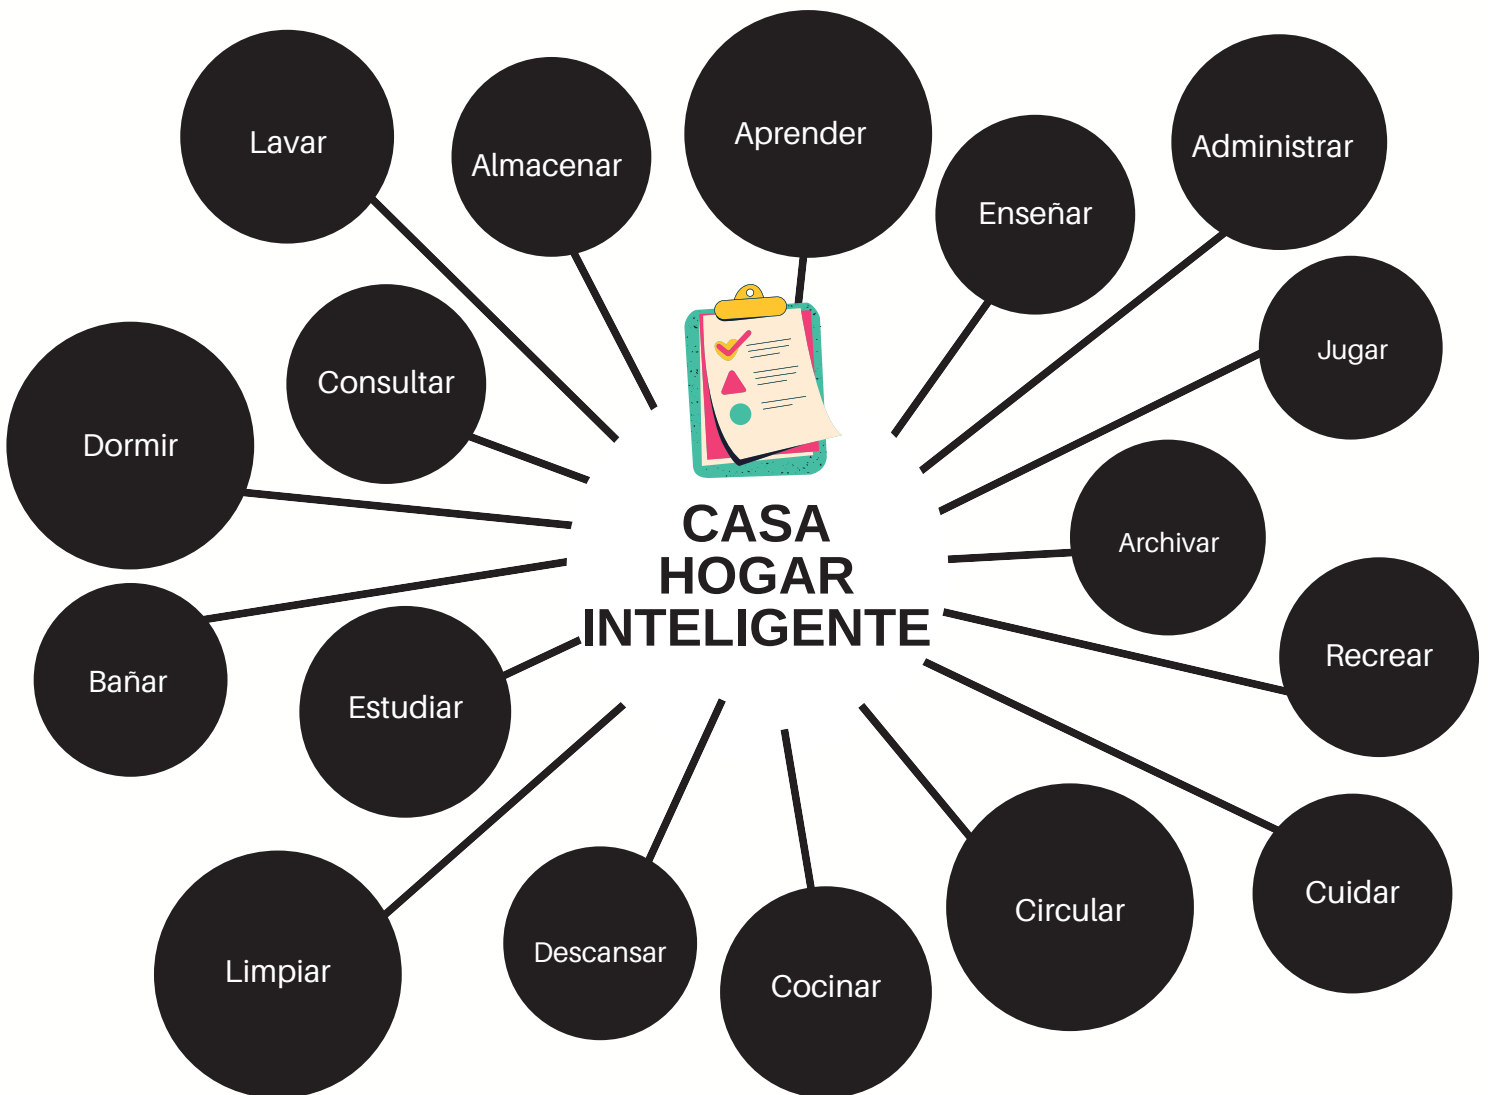 Lavar
Almacenar
Aprender
Enseñar
Administrar
Consultar
Jugar
Dormir
CASA
HOGAR
INTELIGENTE
Archivar
Bañar
Estudiar
Recrear
Limpiar
Descansar
Cocinar
Circular
Cuidar